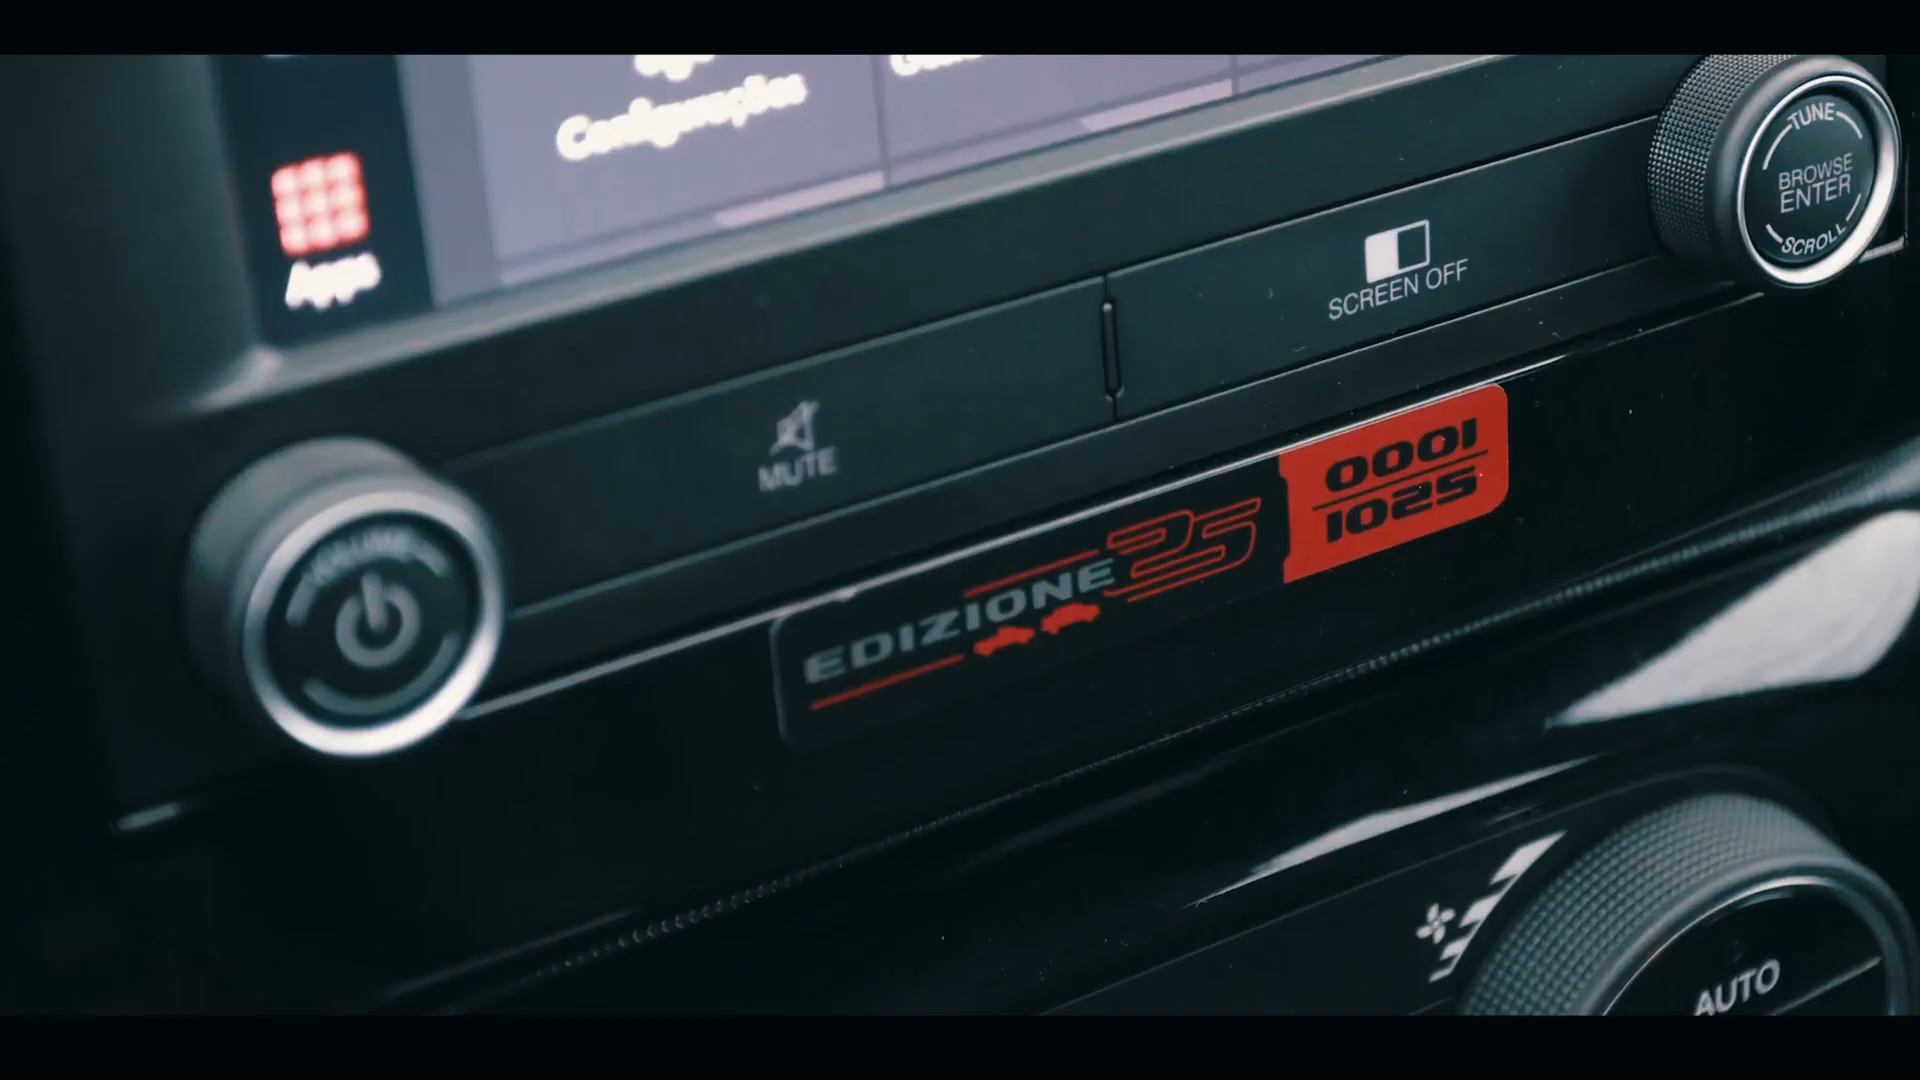 Configurações
Apps
TUNE
BROWSE
ENTER
SCROLL
SCREEN OFF
MUTE
VOLUME
EDIZIONE 25
0001
1025
AUTO